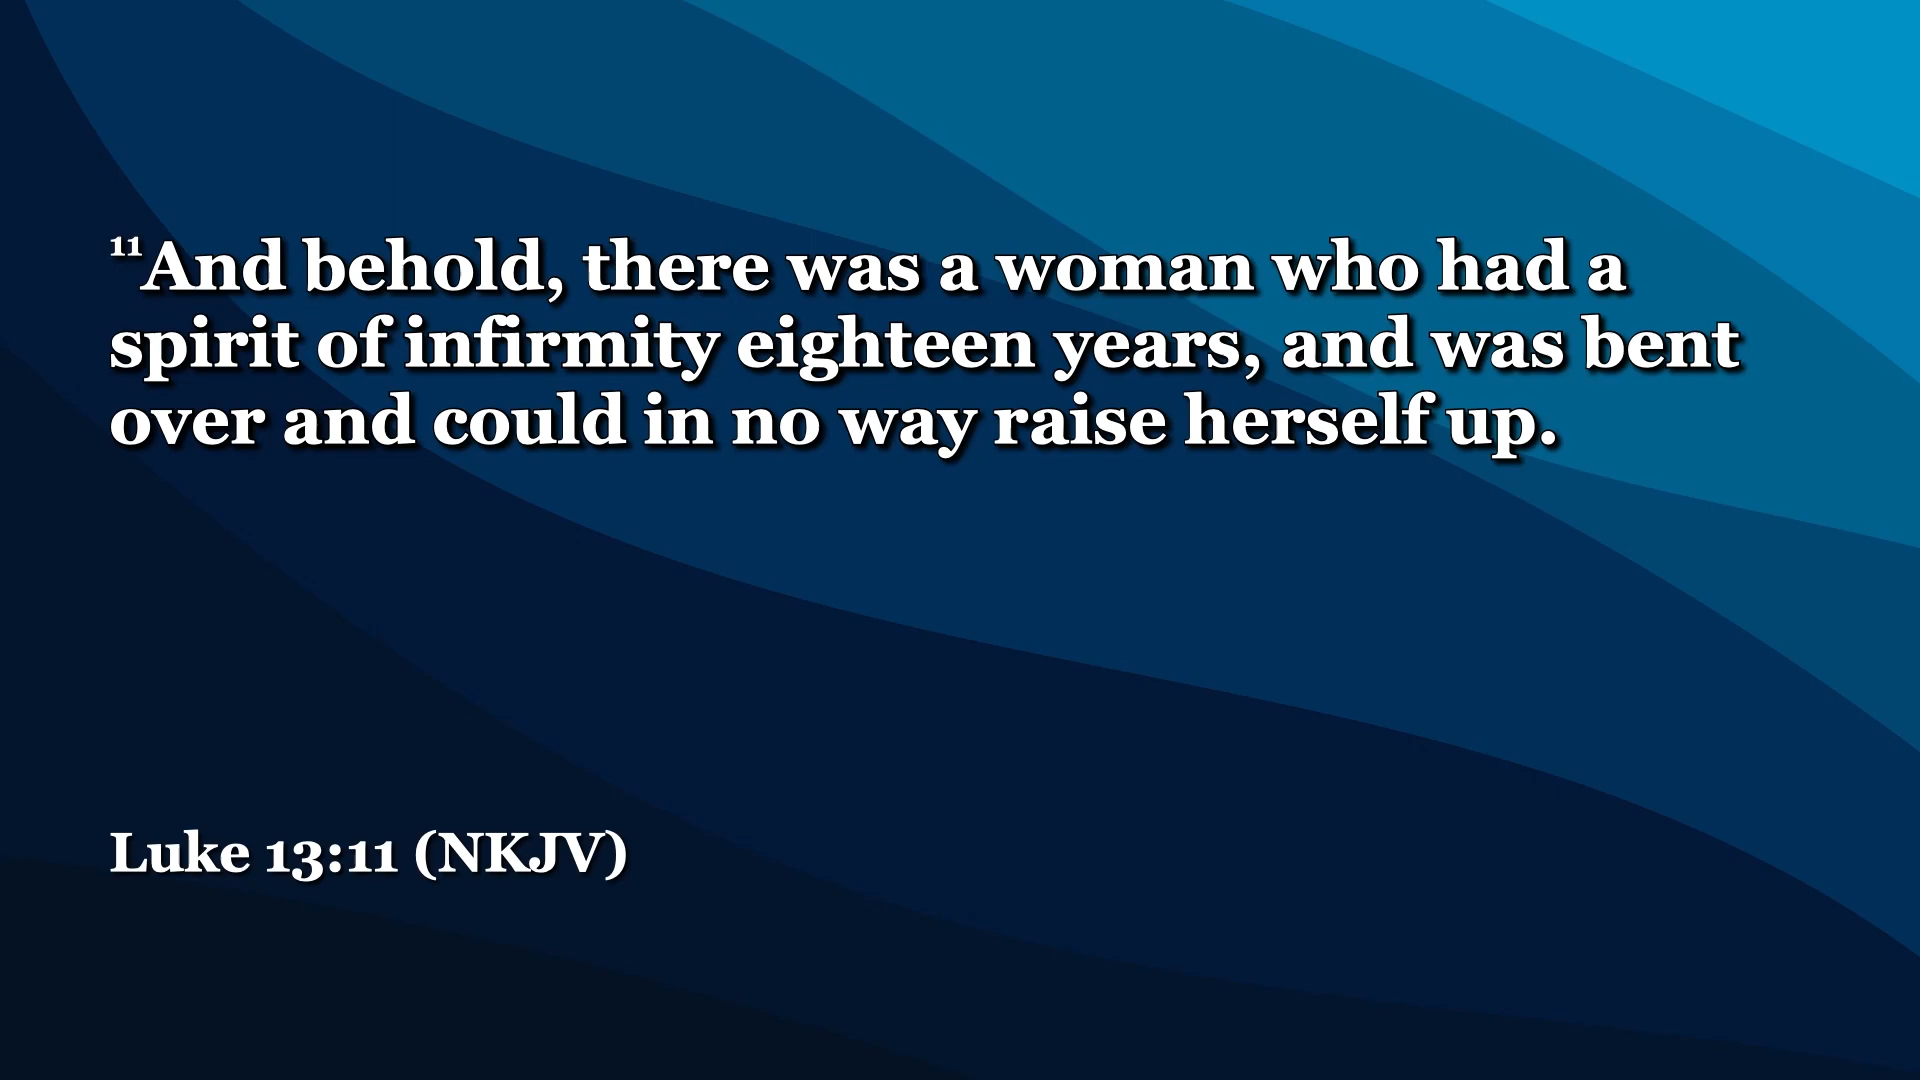 11And behold, there was a woman who had a
spirit of infirmity eighteen years, and was bent
over and could in no way raise herself up.
Luke 13:11 (NKJV)